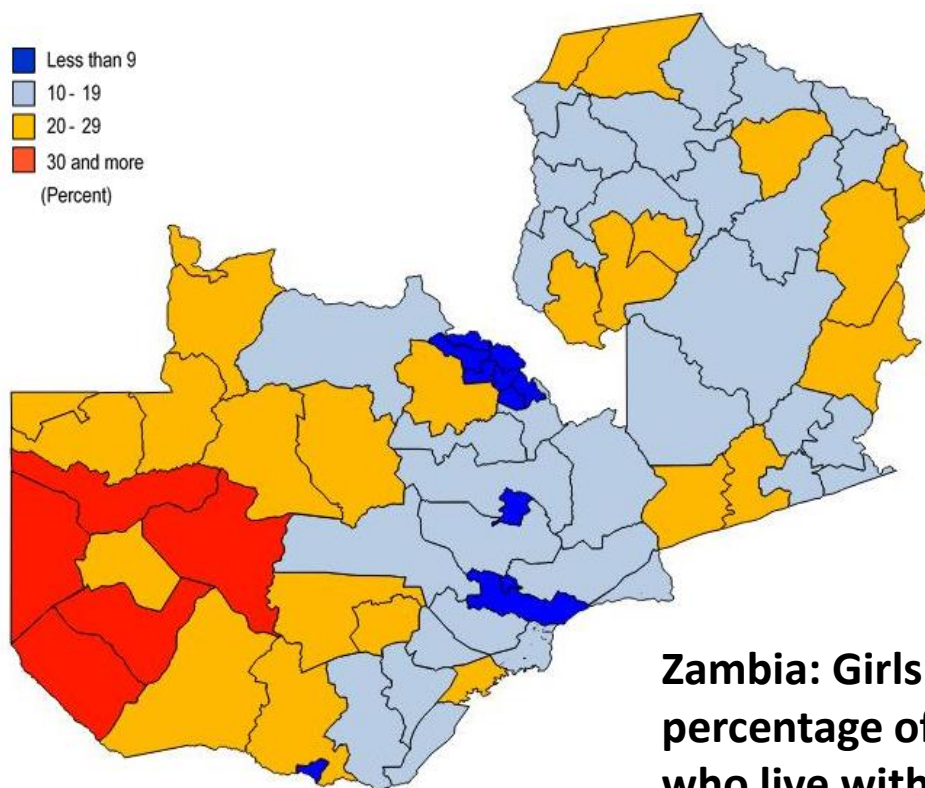 Less than 9
10 - 19
20 - 29
30 and more
(Percent)
Zambia: Girls
percentage of
who live with